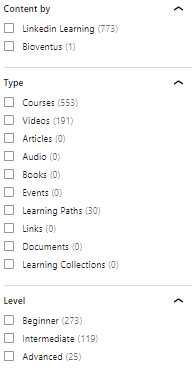 Content by
Linkedin Learning (773)
Bioventus (1)
Type
Courses (553)
Videos (191)
Articles (0)
Audio (0)
Books (0)
Events (0)
Learning Paths (30)
Links (0)
Documents (0)
Learning Collections (0)
Level
Beginner (273)
Intermediate (119)
Advanced (25)